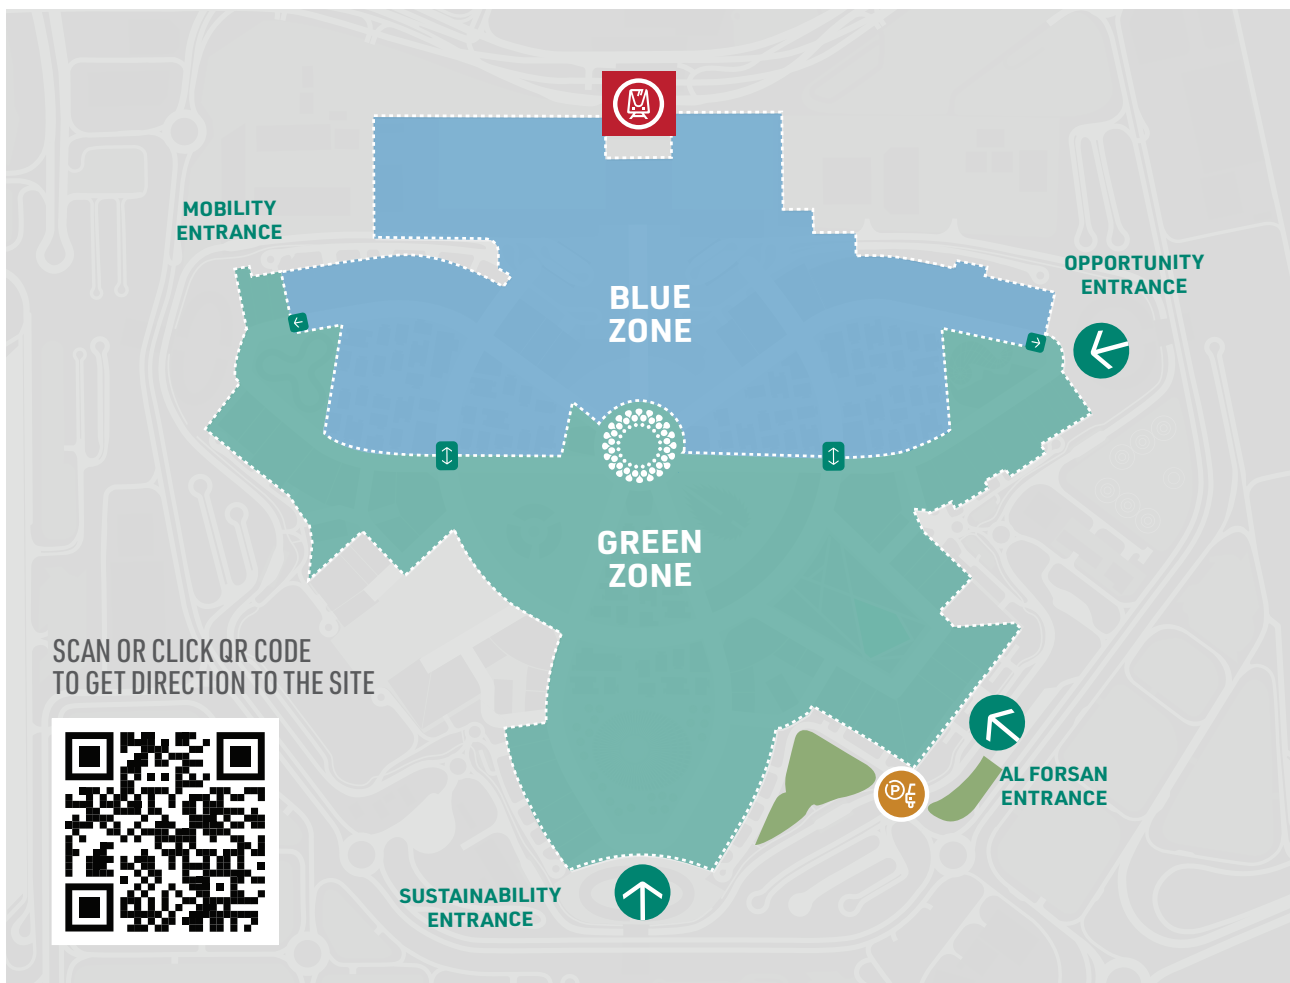 MOBILITY
ENTRANCE
OPPORTUNITY
ENTRANCE
BLUE
ZONE
GREEN
ZONE
SCAN OR CLICK QR CODE
TO GET DIRECTION TO THE SITE
P
AL FORSAN
ENTRANCE
SUSTAINABILITY
ENTRANCE